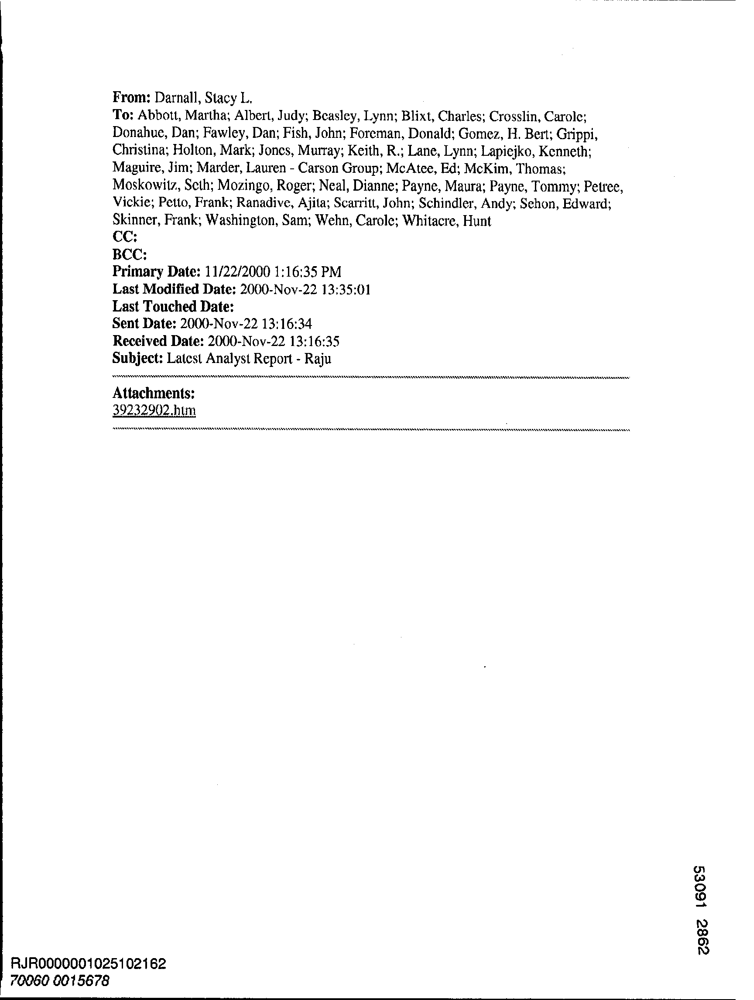 From: Darnall, Stacy L.
To: Abbott, Martha; Albert, Judy; Beasley, Lynn; Blixt, Charles; Crosslin, Carole;
Donahue, Dan; Fawley, Dan; Fish, John; Foreman, Donald; Gomez, H. Bert; Grippi,
Christina; Holton, Mark; Jones, Murray; Keith, R.; Lane, Lynn; Lapiejko, Kenneth;
Maguire, Jim; Marder, Lauren - Carson Group; McAtee, Ed; McKim, Thomas;
Moskowitz, Seth; Mozingo, Roger; Neal, Dianne; Payne, Maura; Payne, Tommy; Petree,
Vickie; Petto, Frank; Ranadive, Ajita; Scarritt, John; Schindler, Andy; Sehon, Edward;
Skinner, Frank; Washington, Sam; Wehn, Carole; Whitacre, Hunt
CC:
BCC:
Primary Date: 11/22/2000 1:16:35 PM
Last Modified Date: 2000-Nov-22 13:35:01
Last Touched Date:
Sent Date: 2000-Nov-22 13:16:34
Received Date: 2000-Nov-22 13:16:35
Subject: Latest Analyst Report - Raju
Attachments:
39232902.htm
53091 2862
RJR0000001025102162
70060 0015678